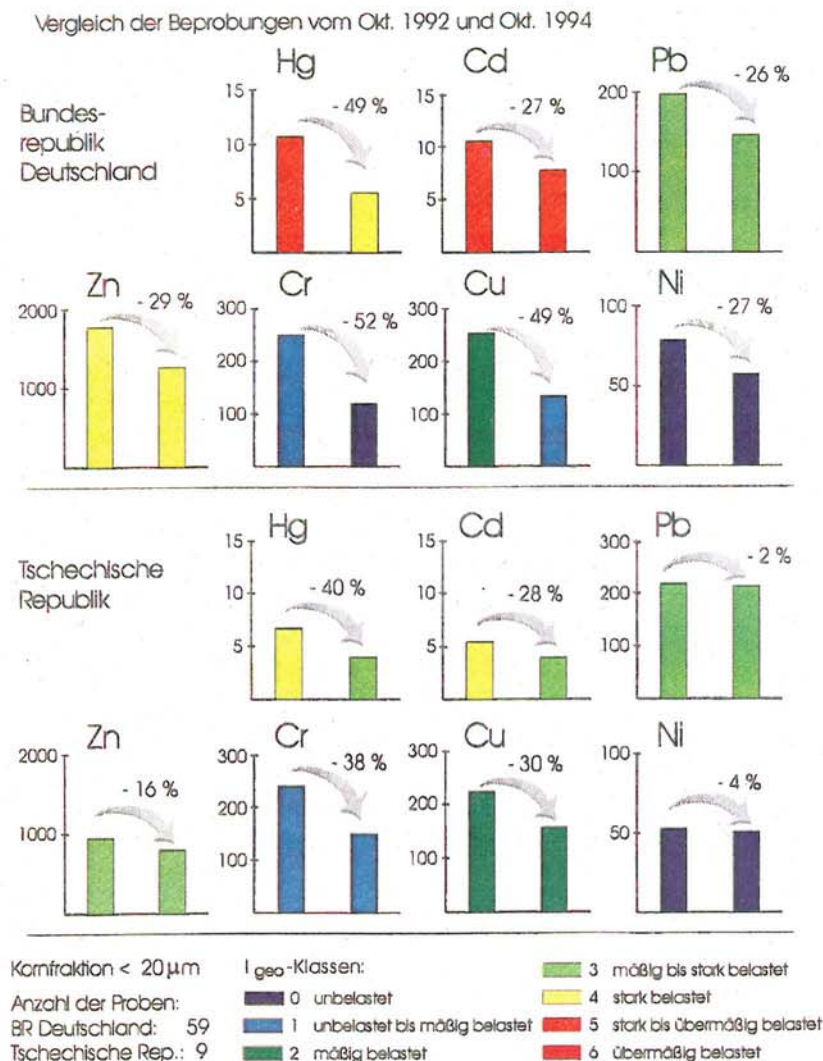 Vergleich der Beprobungen vom Okt. 1992 und Okt. 1994
Bundes-
republik
Deutschland
Hg
15
10
5
- 49 %
Cd
15
10
5
- 27 %
Pb
200
100
- 26 %
Zn
2000
1000
- 29 %
Cr
300
200
100
- 52 %
Cu
300
200
100
- 49 %
Ni
100
50
- 27 %
Tschechische
Republik
Hg
15
10
5
- 40 %
Cd
15
10
5
- 28 %
Pb
300
200
100
- 2 %
Zn
2000
1000
- 16 %
Cr
300
200
100
- 38 %
Cu
300
200
100
- 30 %
Ni
100
50
- 4 %
Kornfraktion < 20µm
Anzahl der Proben:
BR Deutschland: 59
Tschechische Rep.: 9
I geo-Klassen:
0 unbelastet
1 unbelastet bis mäßig belastet
2 mäßig belastet
3 mäßig bis stark belastet
4 stark belastet
5 stark bis übermäßig belastet
6 übermäßig belastet